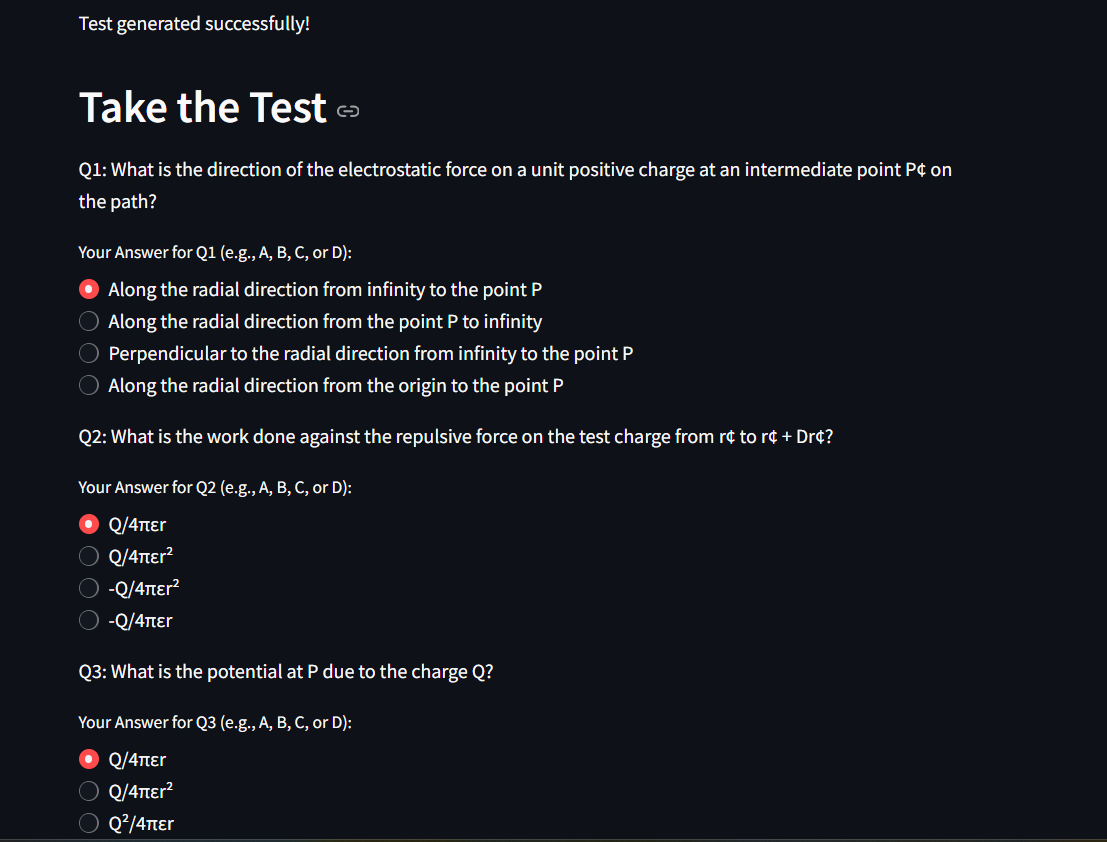 Test generated successfully!
Take the Test
Q1: What is the direction of the electrostatic force on a unit positive charge at an intermediate point P¢ on
the path?
Your Answer for Q1 (e.g., A, B, C, or D):
Along the radial direction from infinity to the point P
Along the radial direction from the point P to infinity
Perpendicular to the radial direction from infinity to the point P
Along the radial direction from the origin to the point P
Q2: What is the work done against the repulsive force on the test charge from r¢ to r¢ + Dr¢?
Your Answer for Q2 (e.g., A, B, C, or D):
Q/4πεr
Q/4πεr²
-Q/4πεr²
-Q/4πεr
Q3: What is the potential at P due to the charge Q?
Your Answer for Q3 (e.g., A, B, C, or D):
Q/4πεr
Q/4πεr²
Q²/4πεr